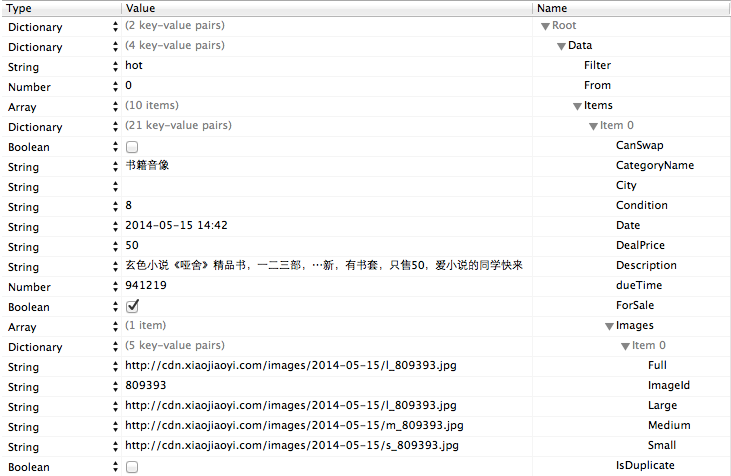 Type Value Name
Dictionary (2 key-value pairs) Root
Dictionary (4 key-value pairs) Data
String hot Filter
Number 0 From
Array (10 items) Items
Dictionary (21 key-value pairs) Item 0
Boolean CanSwap
String 书籍音像 CategoryName
String City
String 8 Condition
String 2014-05-15 14:42 Date
String 50 DealPrice
String 玄色小说《哑舍》精品书，一二三部，…新，有书套，只售50，爱小说的同学快来 Description
Number 941219 dueTime
Boolean ForSale
Array (1 item) Images
Dictionary (5 key-value pairs) Item 0
String http://cdn.xiaojiaoyi.com/images/2014-05-15/l_809393.jpg Full
String 809393 ImageId
String http://cdn.xiaojiaoyi.com/images/2014-05-15/l_809393.jpg Large
String http://cdn.xiaojiaoyi.com/images/2014-05-15/m_809393.jpg Medium
String http://cdn.xiaojiaoyi.com/images/2014-05-15/s_809393.jpg Small
Boolean IsDuplicate